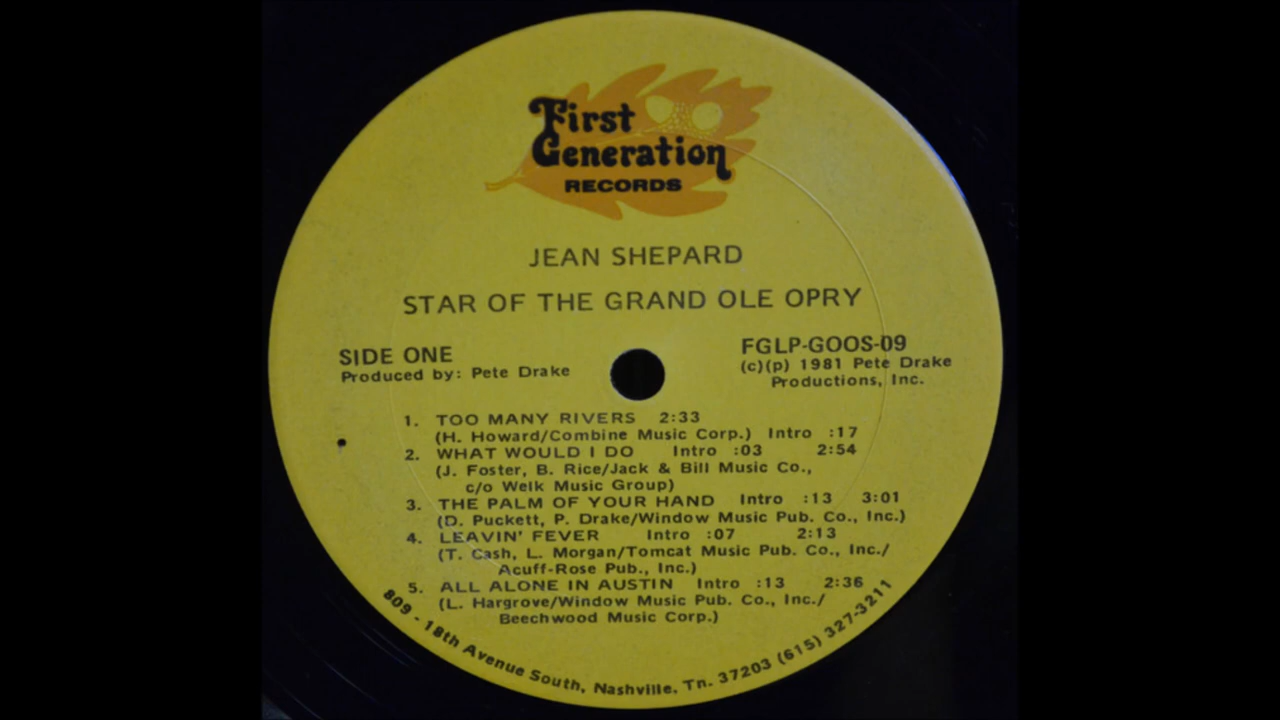 First
Generation
RECORDS
JEAN SHEPARD
STAR OF THE GRAND OLE OPRY
SIDE ONE
Produced by: Pete Drake
FGLP-GOOS-09
(c)(p) 1981 Pete Drake
Productions, Inc.
1. TOO MANY RIVERS 2:33
(H. Howard/Combine Music Corp.) Intro :17
2. WHAT WOULD I DO Intro :03 2:54
(J. Foster, B. Rice/Jack & Bill Music Co.,
c/o Welk Music Group)
3. THE PALM OF YOUR HAND Intro :13 3:01
(D. Puckett, P. Drake/Window Music Pub. Co., Inc.)
4. LEAVIN' FEVER Intro :07 2:13
(T. Cash, L. Morgan/Tomcat Music Pub. Co., Inc./
Acuff-Rose Pub., Inc.)
5. ALL ALONE IN AUSTIN Intro :13 2:36
(L. Hargrove/Window Music Pub. Co., Inc./
Beechwood Music Corp.)
809 - 18th Avenue South, Nashville, Tn. 37203 (615) 327-3211